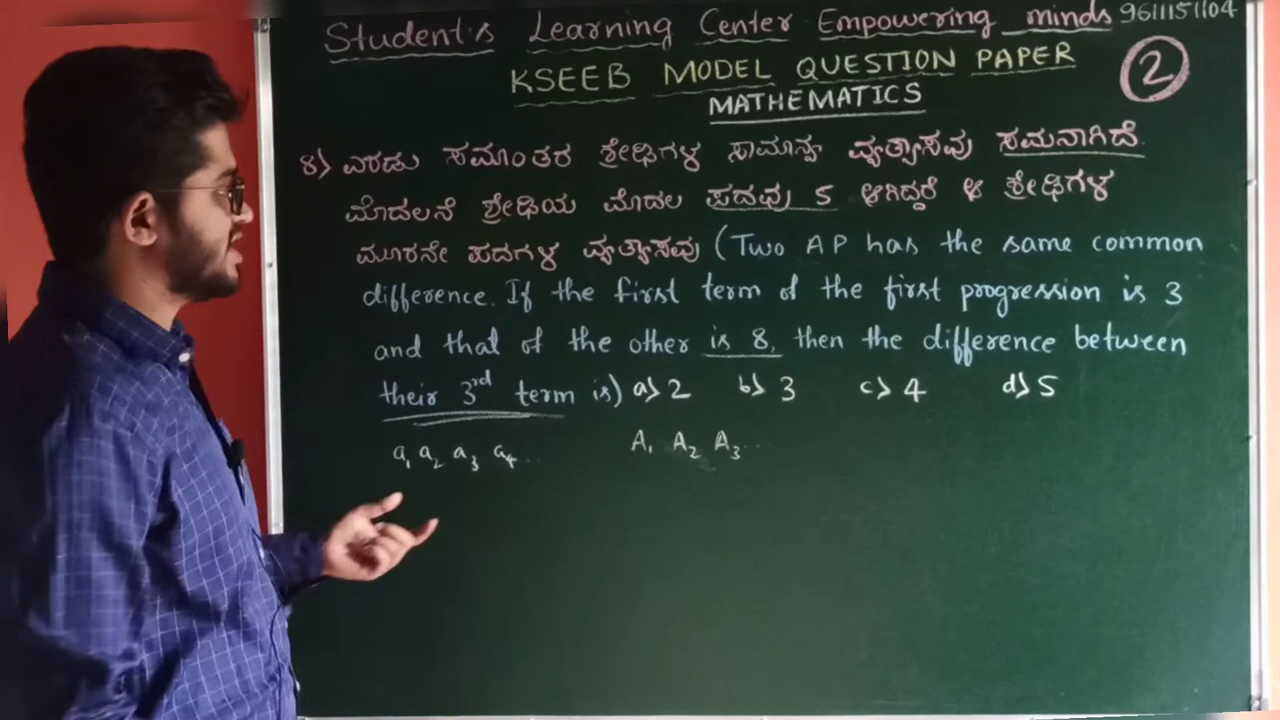 Student's Learning Center Empowering minds 9611151104
KSEEB MODEL QUESTION PAPER
2
MATHEMATICS
8) ಎರಡು ಸಮಾಂತರ ಶ್ರೇಢಿಗಳ ಸಾಮಾನ್ಯ ವ್ಯತ್ಯಾಸವು ಸಮನಾಗಿದೆ.
ಮೊದಲನೆ ಶ್ರೇಢಿಯ ಮೊದಲ ಪದವು 5 ಆಗಿದ್ದರೆ ಆ ಶ್ರೇಢಿಗಳ
ಮೂರನೇ ಪದಗಳ ವ್ಯತ್ಯಾಸವು (Two AP has the same common
difference. If the first term of the first progression is 3
and that of the other is 8, then the difference between
their 3rd term is) a) 2 b) 3 c) 4 d) 5
a1 a2 a3 a4 ... A1 A2 A3 ...